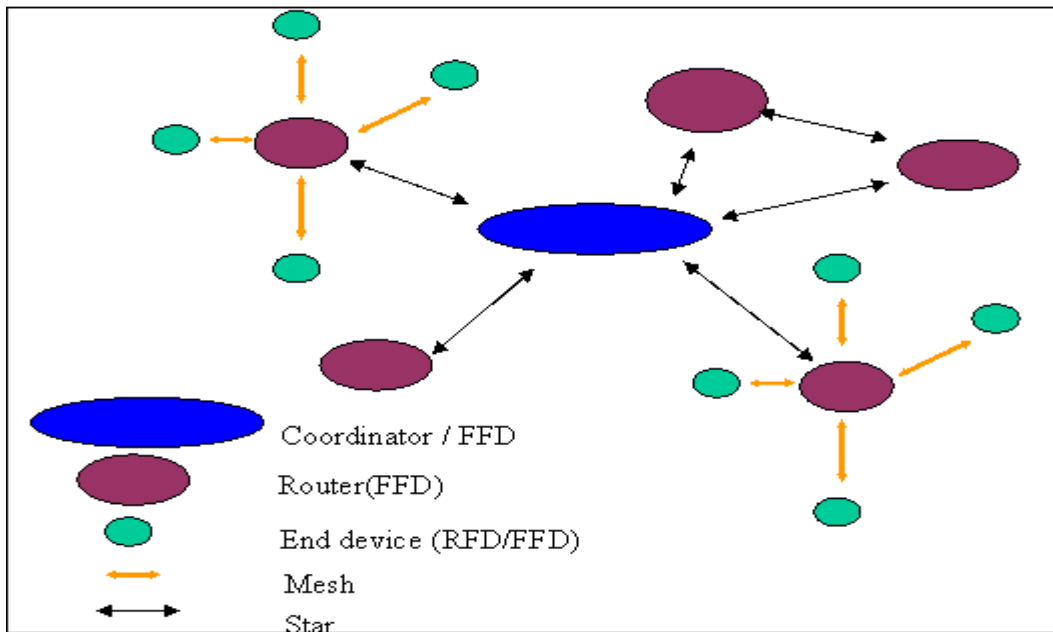 Coordinator / FFD
Router(FFD)
End device (RFD/FFD)
Mesh
Star